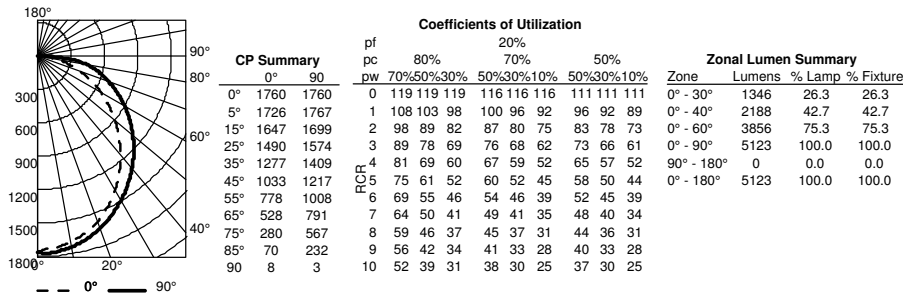 180°
90°
80°
60°
40°
300
600
900
1200
1500
1800
0° 20°
0° 90°
CP Summary
0° 90
0° 1760 1760
5° 1726 1767
15° 1647 1699
25° 1490 1574
35° 1277 1409
45° 1033 1217
55° 778 1008
65° 528 791
75° 280 567
85° 70 232
90 8 3
Coefficients of Utilization
pf 20%
pc 80% 70% 50%
pw 70%50%30% 50%30%10% 50%30%10%
RCR
0 119 119 119 116 116 116 111 111 111
1 108 103 98 100 96 92 96 92 89
2 98 89 82 87 80 75 83 78 73
3 89 78 69 76 68 62 73 66 61
4 81 69 60 67 59 52 65 57 52
5 75 61 52 60 52 45 58 50 44
6 69 55 46 54 46 39 52 45 39
7 64 50 41 49 41 35 48 40 34
8 59 46 37 45 37 31 44 36 31
9 56 42 34 41 33 28 40 33 28
10 52 39 31 38 30 25 37 30 25
Zonal Lumen Summary
Zone Lumens % Lamp % Fixture
0° - 30° 1346 26.3 26.3
0° - 40° 2188 42.7 42.7
0° - 60° 3856 75.3 75.3
0° - 90° 5123 100.0 100.0
90° - 180° 0 0.0 0.0
0° - 180° 5123 100.0 100.0